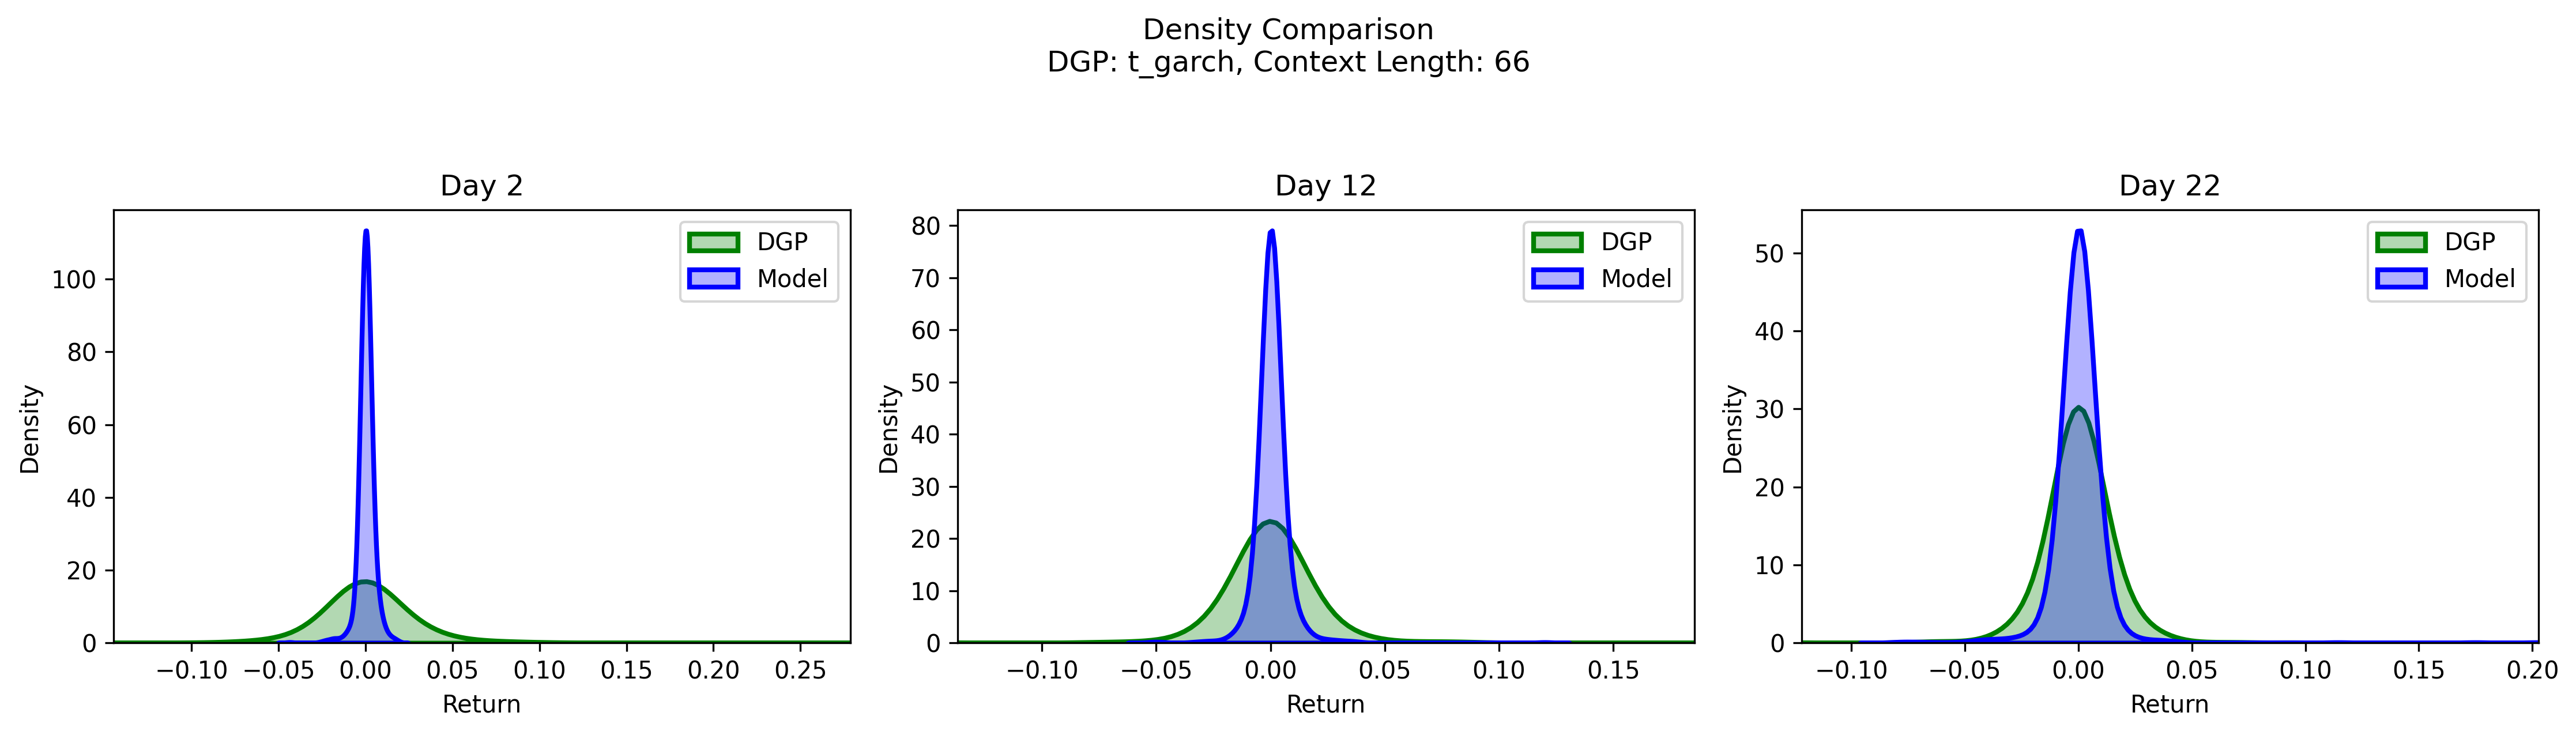 Density Comparison
DGP: t_garch, Context Length: 66
Day 2
Density
100
80
60
40
20
0
−0.10 −0.05 0.00 0.05 0.10 0.15 0.20 0.25
Return
DGP
Model
Day 12
Density
80
70
60
50
40
30
20
10
0
−0.10 −0.05 0.00 0.05 0.10 0.15
Return
DGP
Model
Day 22
Density
50
40
30
20
10
0
−0.10 −0.05 0.00 0.05 0.10 0.15 0.20
Return
DGP
Model